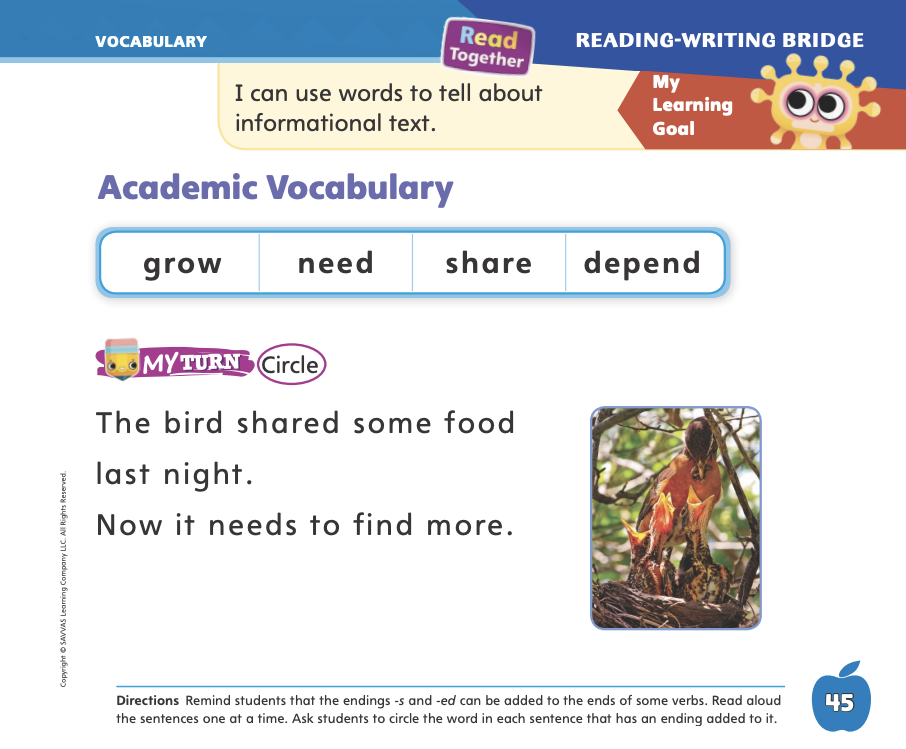 VOCABULARY
Read
Together
READING-WRITING BRIDGE
I can use words to tell about
informational text.
My
Learning
Goal
Academic Vocabulary
grow need share depend
MY TURN Circle
The bird shared some food
last night.
Now it needs to find more.
Copyright © SAVVAS Learning Company LLC. All Rights Reserved.
Directions Remind students that the endings -s and -ed can be added to the ends of some verbs. Read aloud
the sentences one at a time. Ask students to circle the word in each sentence that has an ending added to it.
45